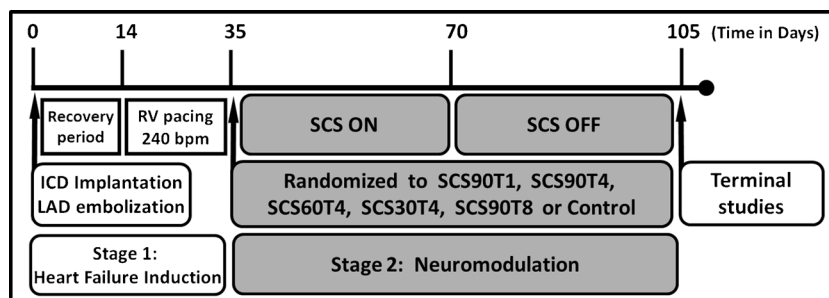 0 14 35 70 105 (Time in Days)
Recovery period
RV pacing 240 bpm
SCS ON
SCS OFF
ICD Implantation
LAD embolization
Randomized to SCS90T1, SCS90T4,
SCS60T4, SCS30T4, SCS90T8 or Control
Terminal
studies
Stage 1:
Heart Failure Induction
Stage 2: Neuromodulation